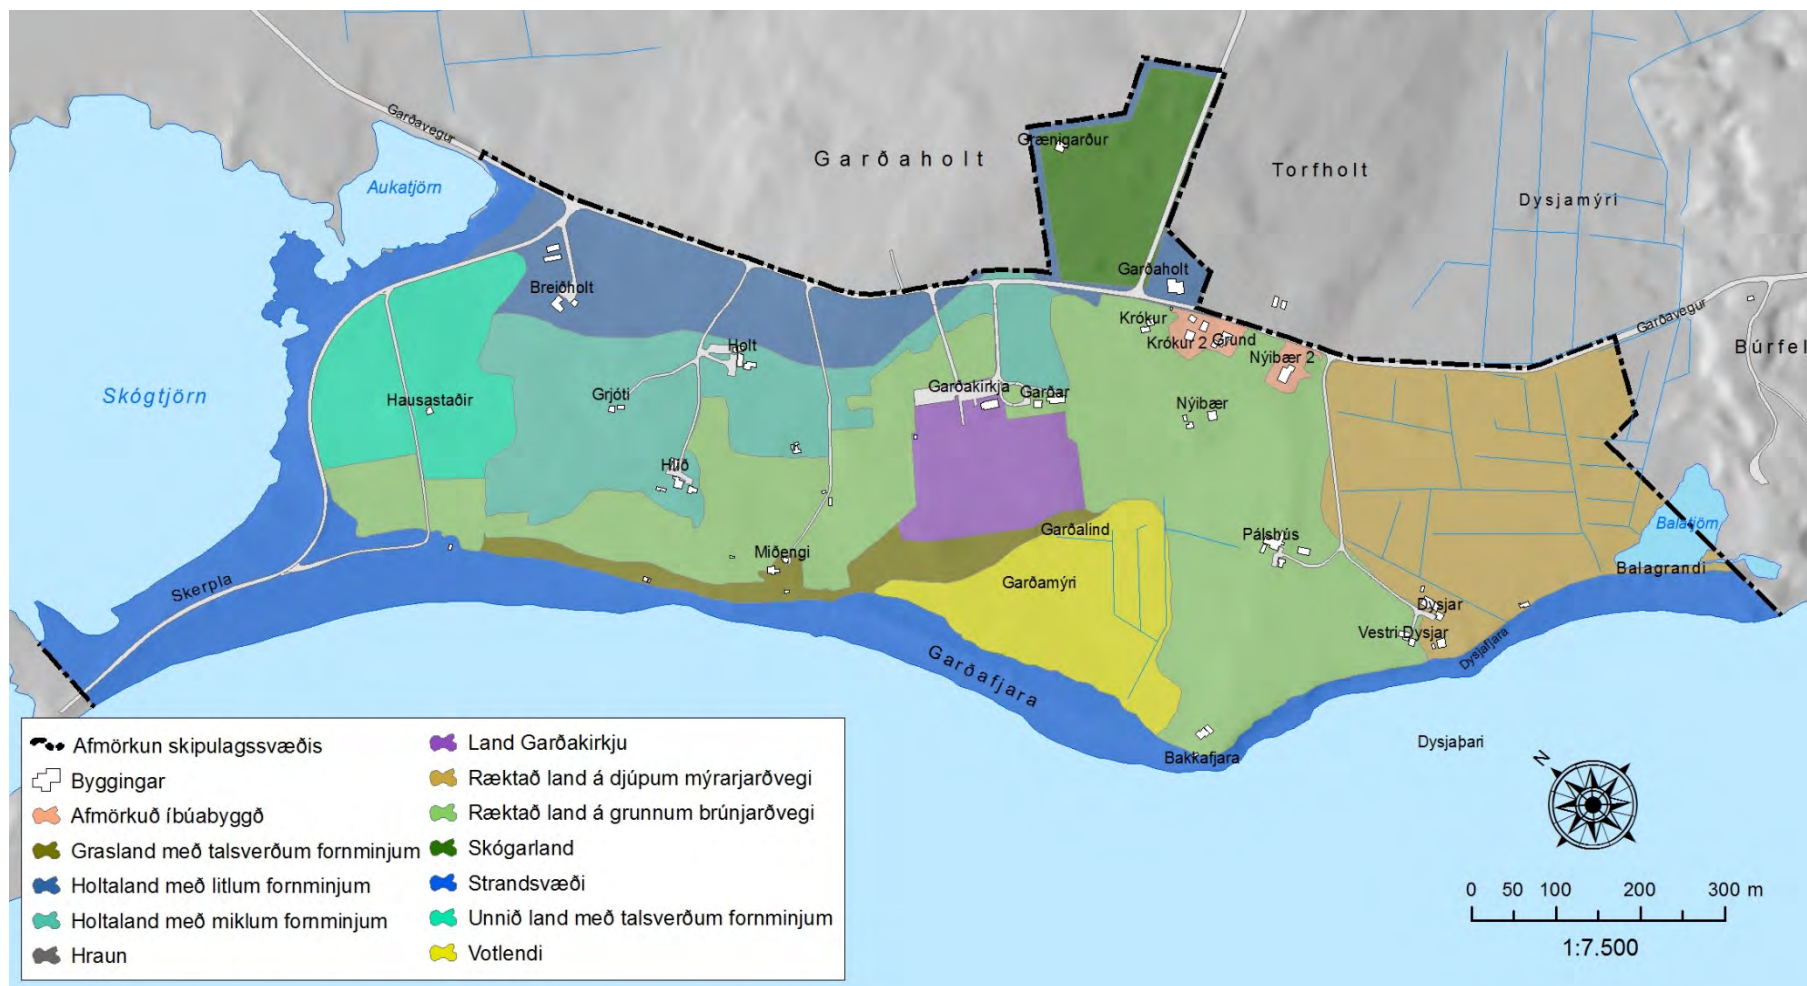 Garðavegur
Aukatjörn
Garðaholt
Grænigarður
Torfholt
Dysjamýri
Garðaholt
Breiðholt
Garðavegur
Krókur
Krókur 2
Grund
Nýibær 2
Búrfel
Holt
Skógtjörn
Hausastaðir
Grjóti
Garðakirkja
Garðar
Nýibær
Hlíð
Garðalind
Pálshús
Balatjörn
Miðengi
Garðamýri
Balagrandi
Skerpla
Dysjar
Vestri Dysjar
Dysjafjara
Garðafjara
Bakkafjara
Dysjaþari
Afmörkun skipulagssvæðis
Byggingar
Afmörkuð íbúabyggð
Grasland með talsverðum fornminjum
Holtaland með litlum fornminjum
Holtaland með miklum fornminjum
Hraun
Land Garðakirkju
Ræktað land á djúpum mýrarjarðvegi
Ræktað land á grunnum brúnjarðvegi
Skógarland
Strandsvæði
Unnið land með talsverðum fornminjum
Votlendi
N
0 50 100 200 300 m
1:7.500